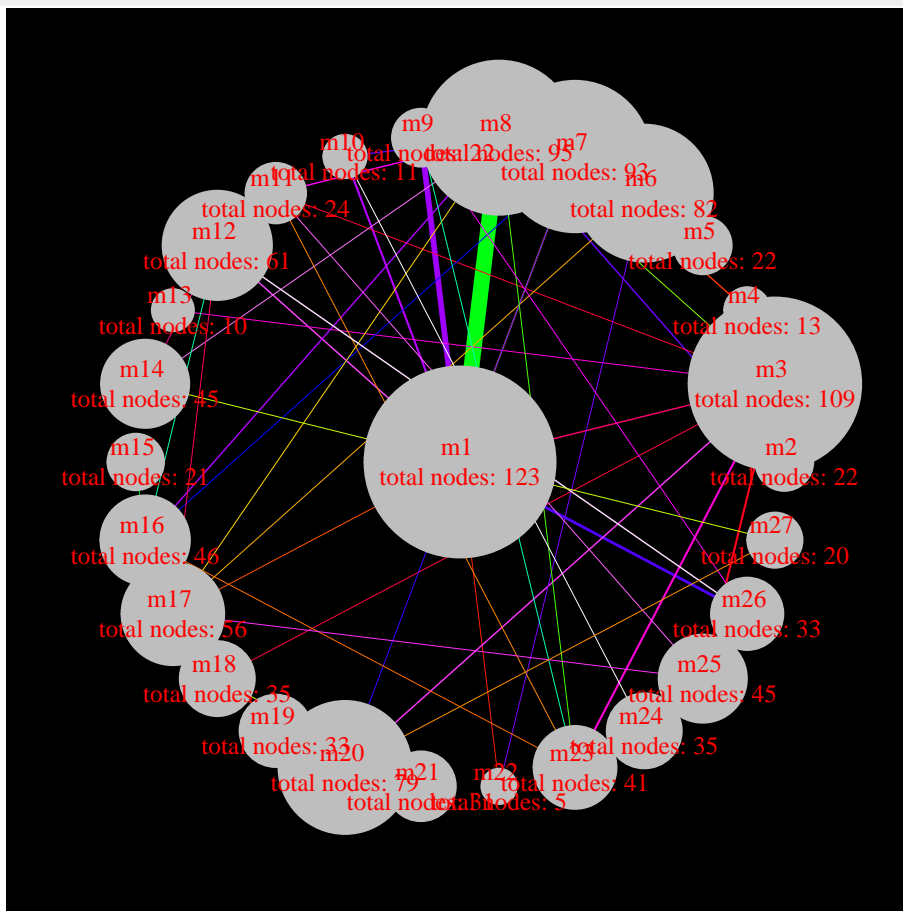 m1
total nodes: 123
m2
total nodes: 22
m3
total nodes: 109
m4
total nodes: 13
m5
total nodes: 22
m6
total nodes: 82
m7
total nodes: 93
m8
total nodes: 95
m9
total nodes: 22
m10
total nodes: 11
m11
total nodes: 24
m12
total nodes: 61
m13
total nodes: 10
m14
total nodes: 45
m15
total nodes: 21
m16
total nodes: 46
m17
total nodes: 56
m18
total nodes: 35
m19
total nodes: 33
m20
total nodes: 79
m21
total nodes:
m22
total nodes: 5
m23
total nodes: 41
m24
total nodes: 35
m25
total nodes: 45
m26
total nodes: 33
m27
total nodes: 20